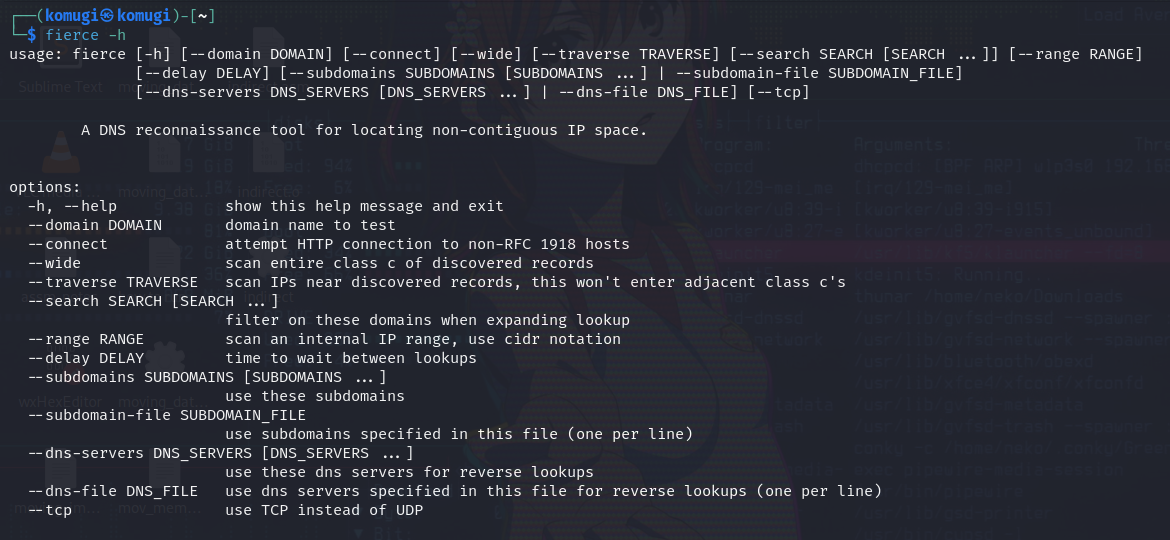 ┌──(komugi㉿komugi)-[~]
└─$ fierce -h
usage: fierce [-h] [--domain DOMAIN] [--connect] [--wide] [--traverse TRAVERSE] [--search SEARCH [SEARCH ...]] [--range RANGE]
              [--delay DELAY] [--subdomains SUBDOMAINS [SUBDOMAINS ...] | --subdomain-file SUBDOMAIN_FILE]
              [--dns-servers DNS_SERVERS [DNS_SERVERS ...] | --dns-file DNS_FILE] [--tcp]
        A DNS reconnaissance tool for locating non-contiguous IP space.
options:
  -h, --help            show this help message and exit
  --domain DOMAIN       domain name to test
  --connect             attempt HTTP connection to non-RFC 1918 hosts
  --wide                scan entire class c of discovered records
  --traverse TRAVERSE   scan IPs near discovered records, this won't enter adjacent class c's
  --search SEARCH [SEARCH ...]
                        filter on these domains when expanding lookup
  --range RANGE         scan an internal IP range, use cidr notation
  --delay DELAY         time to wait between lookups
  --subdomains SUBDOMAINS [SUBDOMAINS ...]
                        use these subdomains
  --subdomain-file SUBDOMAIN_FILE
                        use subdomains specified in this file (one per line)
  --dns-servers DNS_SERVERS [DNS_SERVERS ...]
                        use these dns servers for reverse lookups
  --dns-file DNS_FILE   use dns servers specified in this file for reverse lookups (one per line)
  --tcp                 use TCP instead of UDP